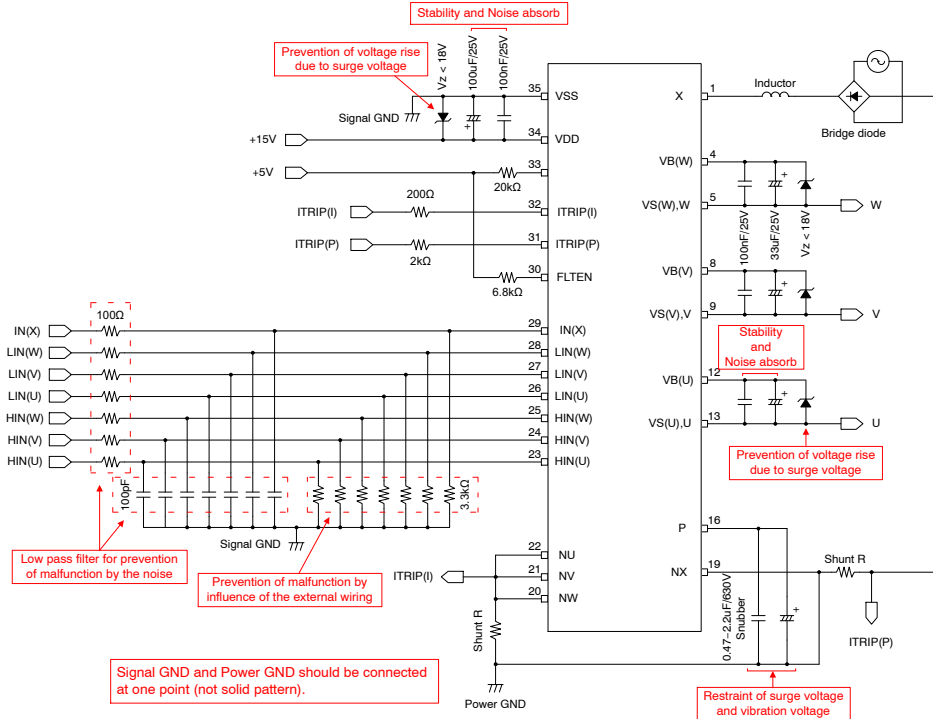 Stability and Noise absorb
Prevention of voltage rise
due to surge voltage
Vz < 18V
100uF/25V
100nF/25V
Signal GND
+15V
+5V
20kΩ
ITRIP(I)
200Ω
ITRIP(P)
2kΩ
6.8kΩ
35
VSS
34
VDD
33
32
ITRIP(I)
31
ITRIP(P)
30
FLTEN
X
1
Inductor
Bridge diode
VB(W)
4
VS(W),W
5
W
100nF/25V
33uF/25V
Vz < 18V
VB(V)
8
VS(V),V
9
V
Stability
and
Noise absorb
VB(U)
12
VS(U),U
13
U
Prevention of voltage rise
due to surge voltage
100Ω
IN(X)
LIN(W)
LIN(V)
LIN(U)
HIN(W)
HIN(V)
HIN(U)
29
IN(X)
28
LIN(W)
27
LIN(V)
26
LIN(U)
25
HIN(W)
24
HIN(V)
23
HIN(U)
100pF
3.3kΩ
Signal GND
Low pass filter for prevention
of malfunction by the noise
Prevention of malfunction by
influence of the external wiring
ITRIP(I)
22
NU
21
NV
20
NW
Shunt R
Power GND
P
16
NX
19
Shunt R
0.47–2.2uF/630V
Snubber
ITRIP(P)
Restraint of surge voltage
and vibration voltage
Signal GND and Power GND should be connected
at one point (not solid pattern).